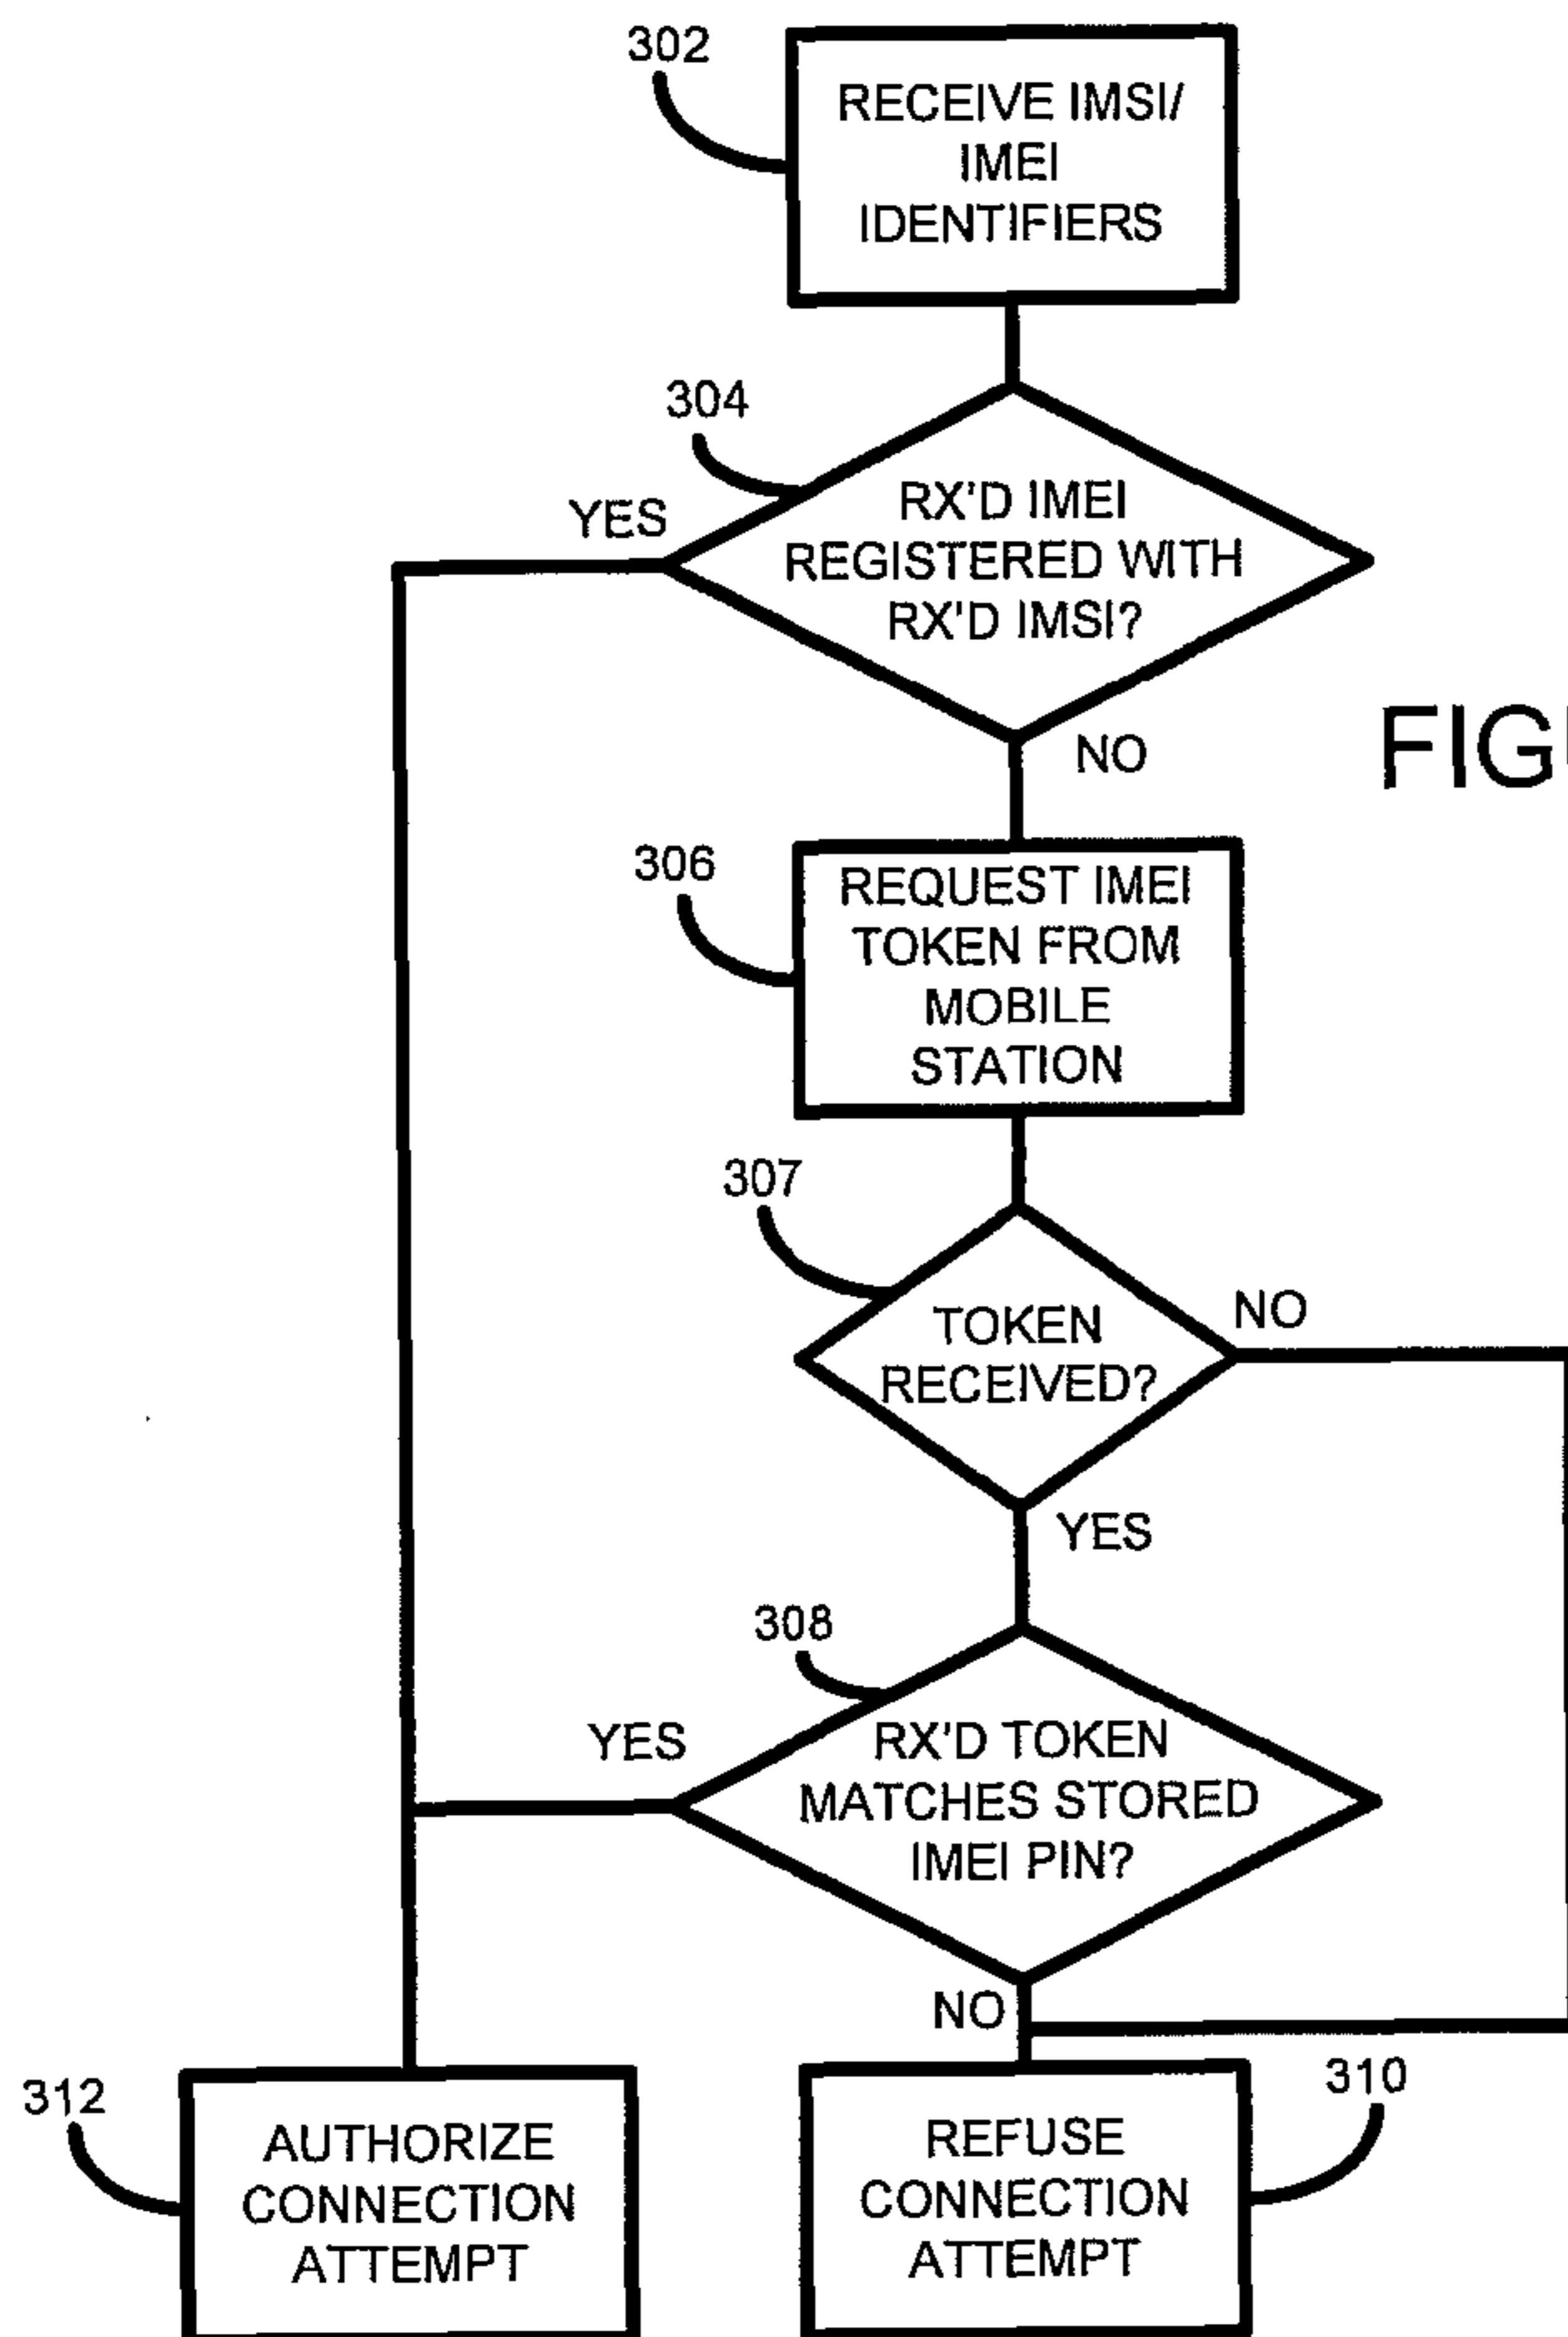 302
RECEIVE IMSI/
IMEI
IDENTIFIERS
304
YES
RX'D IMEI
REGISTERED WITH
RX'D IMSI?
NO
306
REQUEST IMEI
TOKEN FROM
MOBILE
STATION
307
TOKEN
RECEIVED?
NO
YES
308
YES
RX'D TOKEN
MATCHES STORED
IMEI PIN?
NO
312
AUTHORIZE
CONNECTION
ATTEMPT
310
REFUSE
CONNECTION
ATTEMPT